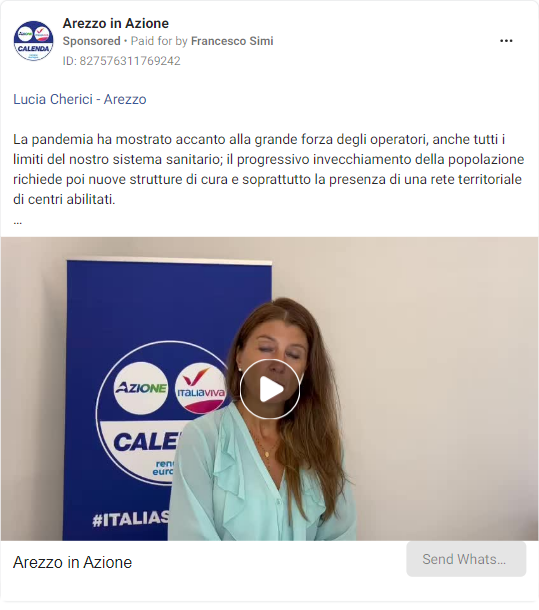 Arezzo in Azione
Sponsored • Paid for by Francesco Simi
ID: 827576311769242
Lucia Cherici - Arezzo
La pandemia ha mostrato accanto alla grande forza degli operatori, anche tutti i
limiti del nostro sistema sanitario; il progressivo invecchiamento della popolazione
richiede poi nuove strutture di cura e soprattutto la presenza di una rete territoriale
di centri abilitati.
...
AZIONE
ITALIAVIVA
CALE
rene
euro
#ITALIAS
Arezzo in Azione
Send Whats...